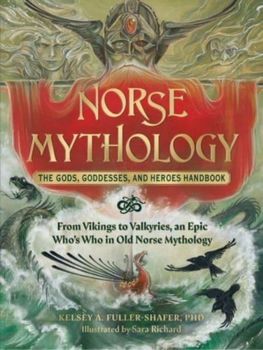 NORSE
MYTHOLOGY
THE GODS, GODDESSES, AND HEROES HANDBOOK
From Vikings to Valkyries, an Epic
Who's Who in Old Norse Mythology
KELSEY A. FULLER-SHAFER, PHD
Illustrated by Sara Richard